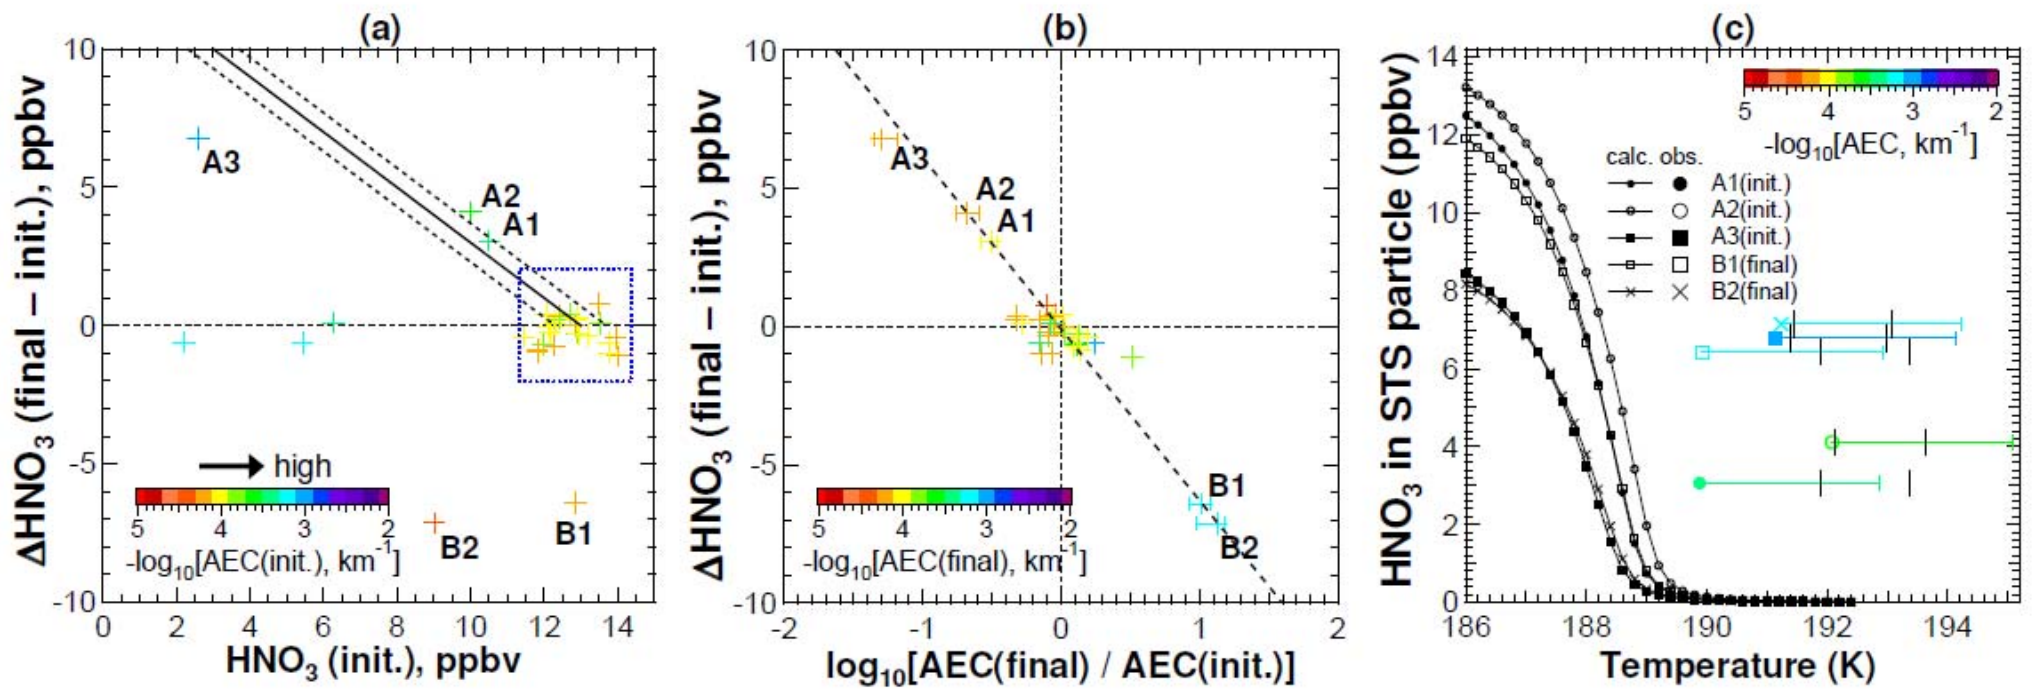 (a)
10
5
0
-5
-10
ΔHNO₃ (final – init.), ppbv
A3
A2
A1
high
5 4 3 2
-log₁₀[AEC(init.), km⁻¹]
B2
B1
0 2 4 6 8 10 12 14
HNO₃ (init.), ppbv
(b)
10
5
0
-5
-10
ΔHNO₃ (final – init.), ppbv
A3
A2
A1
5 4 3 2
-log₁₀[AEC(final), km⁻¹]
B1
B2
-2 -1 0 1 2
log₁₀[AEC(final) / AEC(init.)]
(c)
14
12
10
8
6
4
2
0
HNO₃ in STS particle (ppbv)
5 4 3 2
-log₁₀[AEC, km⁻¹]
calc. obs.
A1(init.)
A2(init.)
A3(init.)
B1(final)
B2(final)
186 188 190 192 194
Temperature (K)